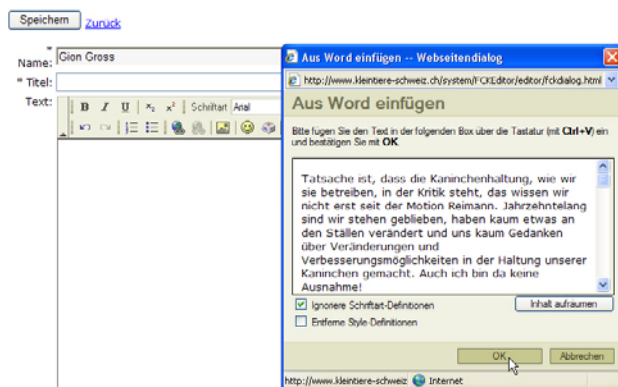 Speichern Zurück
* Name: Gion Gross
* Titel:
Text:
B I U x₂ x² Schriftart Arial
Aus Word einfügen -- Webseitendialog
http://www.kleintiere-schweiz.ch/system/FCKEditor/editor/fckdialog.html
Aus Word einfügen
Bitte fügen Sie den Text in der folgenden Box über die Tastatur (mit Ctrl+V) ein
und bestätigen Sie mit OK.
Tatsache ist, dass die Kaninchenhaltung, wie wir
sie betreiben, in der Kritik steht, das wissen wir
nicht erst seit der Motion Reimann. Jahrzehntelang
sind wir stehen geblieben, haben kaum etwas an
den Ställen verändert und uns kaum Gedanken
über Veränderungen und
Verbesserungsmöglichkeiten in der Haltung unserer
Kaninchen gemacht. Auch ich bin da keine
Ausnahme!
Ignoriere Schriftart-Definitionen Inhalt aufraumen
Entferne Style-Definitionen
OK Abbrechen
http://www.kleintiere-schweiz Internet